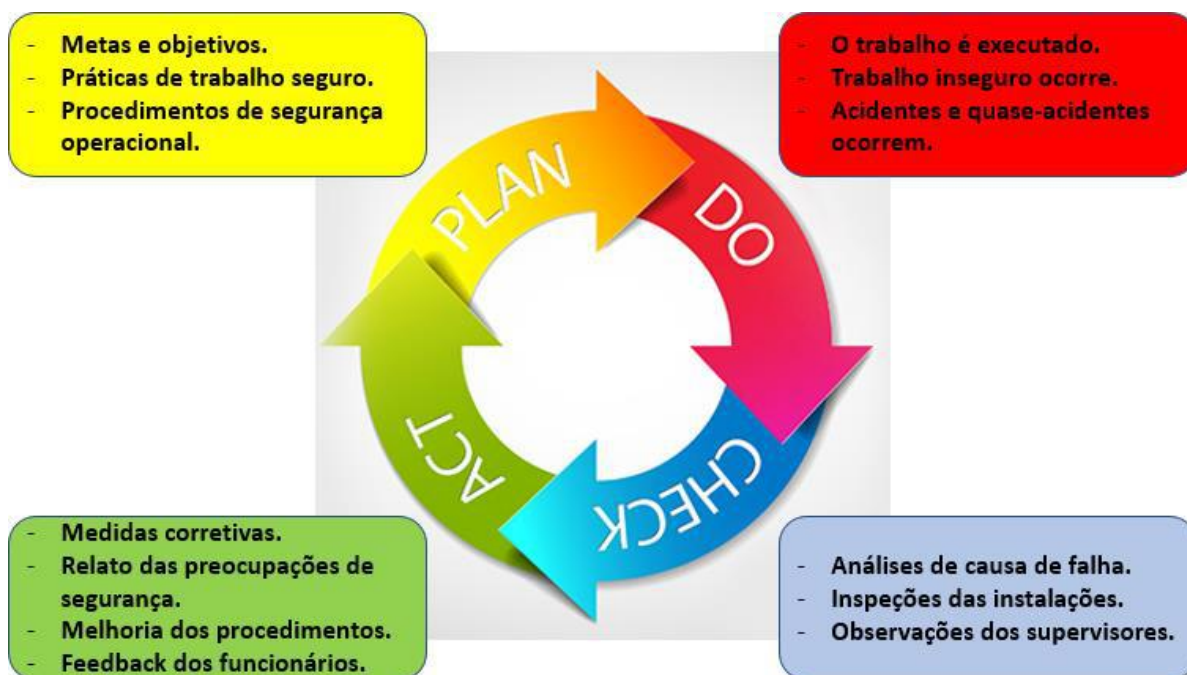 - Metas e objetivos.
- Práticas de trabalho seguro.
- Procedimentos de segurança
operacional.
- O trabalho é executado.
- Trabalho inseguro ocorre.
- Acidentes e quase-acidentes
ocorrem.
PLAN
DO
CHECK
ACT
- Medidas corretivas.
- Relato das preocupações de
segurança.
- Melhoria dos procedimentos.
- Feedback dos funcionários.
- Análises de causa de falha.
- Inspeções das instalações.
- Observações dos supervisores.